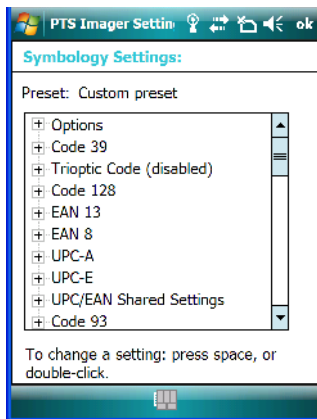 PTS Imager Settin
ok
Symbology Settings:
Preset: Custom preset
Options
Code 39
Trioptic Code (disabled)
Code 128
EAN 13
EAN 8
UPC-A
UPC-E
UPC/EAN Shared Settings
Code 93
To change a setting: press space, or
double-click.